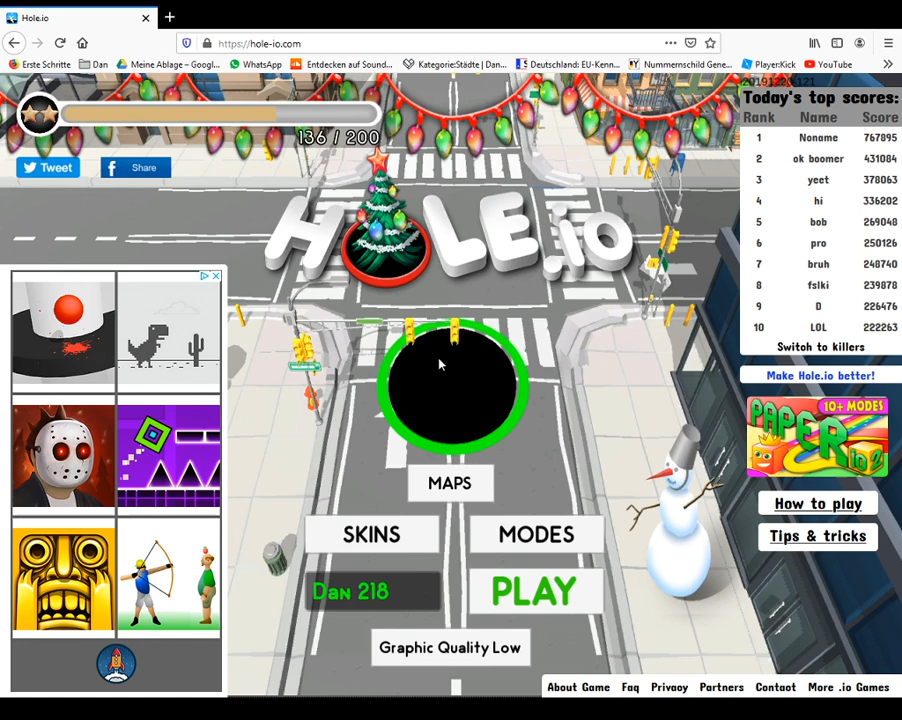 Hole.io
https://hole-io.com
Erste Schritte Dan Meine Ablage – Googl... WhatsApp Entdecken auf Sound... Kategorie:Städte | Dan... Deutschland: EU-Kenn... Nummernschild Gene... Player:Kick YouTube
136 / 200
Tweet
Share
HOLE.io
Today's top scores:
Rank Name Score
1 Noname 767895
2 ok boomer 431084
3 yeet 378063
4 hi 336202
5 bob 269048
6 pro 250126
7 bruh 248740
8 fslki 239878
9 D 226476
10 LOL 222263
Switch to killers
Make Hole.io better!
10+ MODES
PAPER io 2
How to play
Tips & tricks
MAPS
SKINS
MODES
Dan 218
PLAY
Graphic Quality Low
About Game Faq Privacy Partners Contact More .io Games